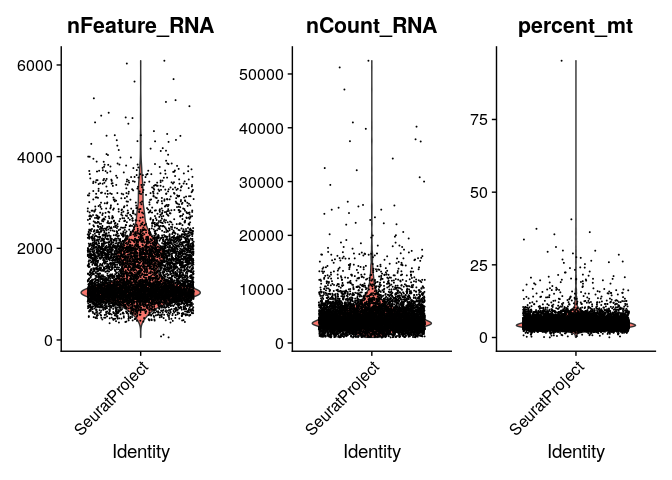 nFeature_RNA
6000
4000
2000
0
SeuratProject
Identity
nCount_RNA
50000
40000
30000
20000
10000
0
SeuratProject
Identity
percent_mt
75
50
25
0
SeuratProject
Identity